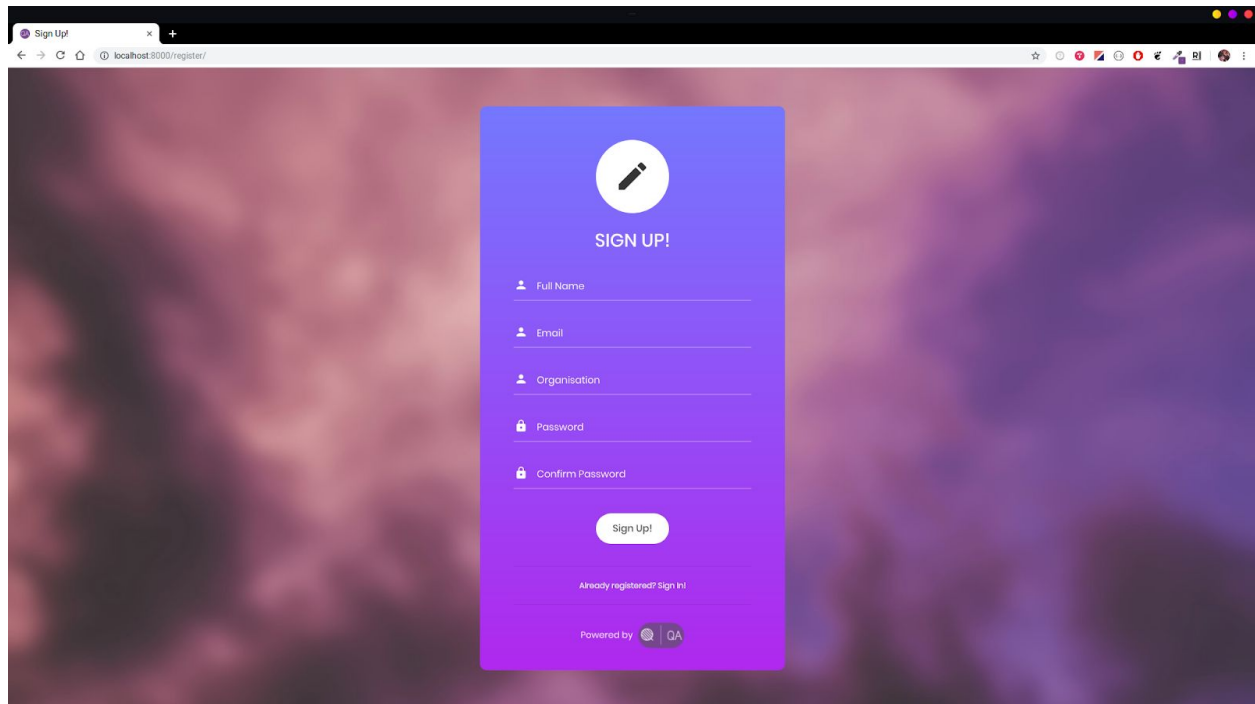 Sign Up!
localhost:8000/register/
SIGN UP!
Full Name
Email
Organisation
Password
Confirm Password
Sign Up!
Already registered? Sign In!
Powered by QA